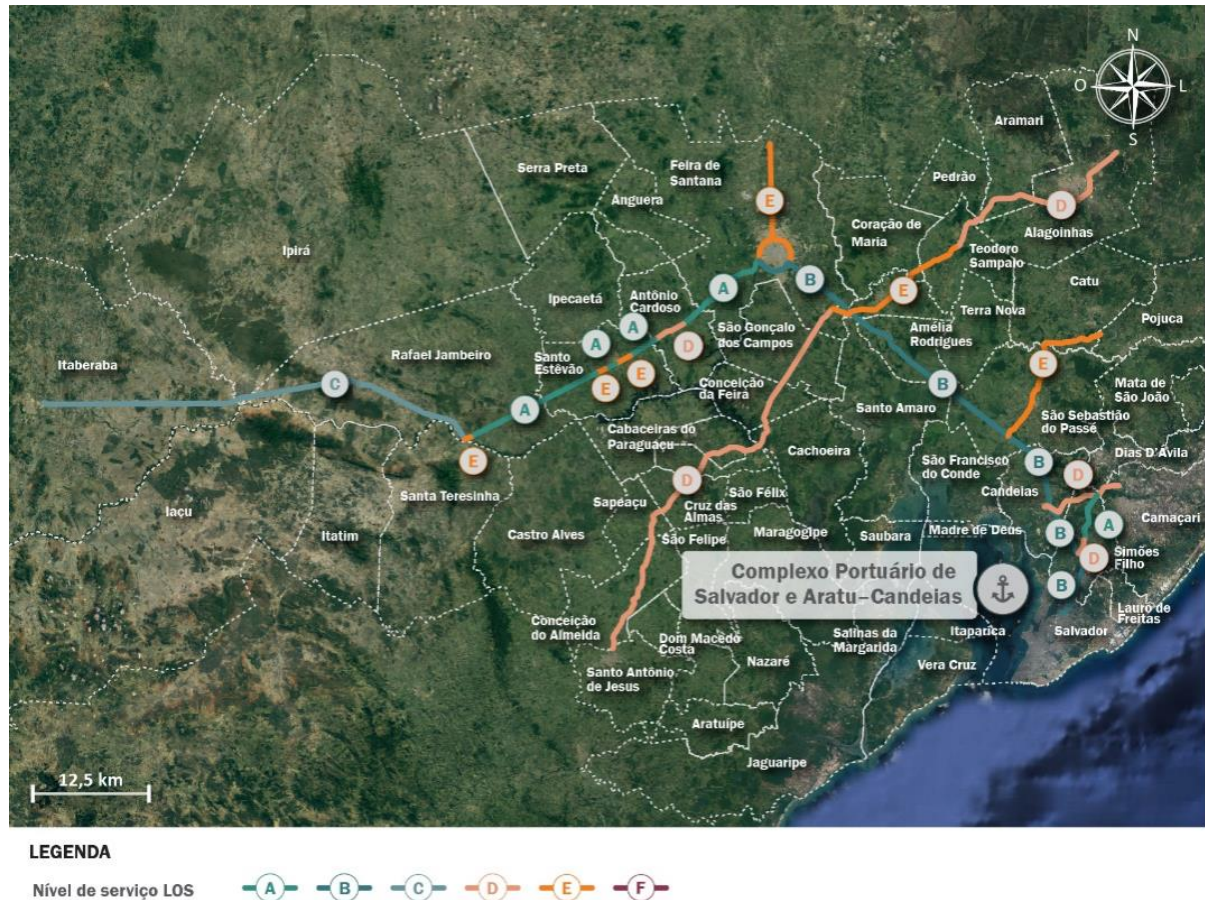 N
O
L
S
Aramari
Serra Preta
Feira de
Santana
Pedrão
Anguera
D
E
Coração de
Maria
Alagoinhas
Ipirá
Teodoro
Sampaio
Catu
A
B
E
Ipecaetá
Antônio
Cardoso
Terra Nova
Pojuca
A
A
São Gonçalo
dos Campos
Amélia
Rodrigues
D
Itaberaba
Rafael Jambeiro
Santo
Estêvão
E
C
E
E
Conceição
da Feira
B
Mata de
São João
A
Santo Amaro
São Sebastião
do Passé
Cabaceiras do
Paraguaçu
Cachoeira
Dias D'Avila
E
São Francisco
do Conde
B
D
Santa Teresinha
D
Candeias
Sapeaçu
São Félix
Cruz das
Almas
Iaçu
Camaçari
Itatim
Castro Alves
São Felipe
Maragogipe
Saubara
Madre de Deus
B
A
D
Simões
Filho
Complexo Portuário de
Salvador e Aratu–Candeias
B
Lauro de
Freitas
Conceição
do Almeida
Dom Macedo
Costa
Salinas da
Margarida
Itaparica
Salvador
Nazaré
Vera Cruz
Santo Antônio
de Jesus
Aratuípe
Jaguaripe
12,5 km
LEGENDA
Nível de serviço LOS A B C D E F